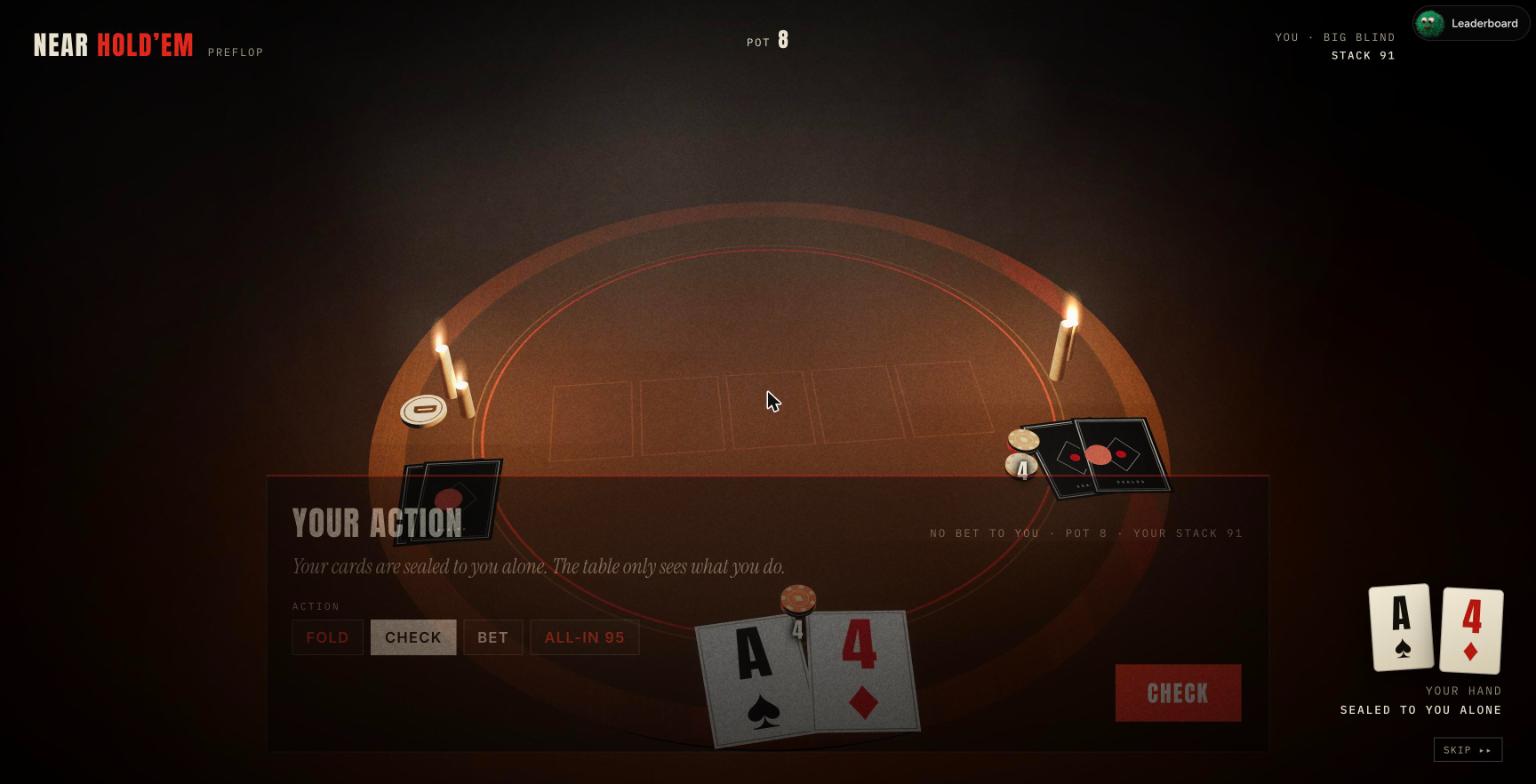 NEAR HOLD'EM PREFLOP
POT 8
YOU · BIG BLIND
STACK 91
Leaderboard
D
4
YOUR ACTION
NO BET TO YOU · POT 8 · YOUR STACK 91
Your cards are sealed to you alone. The table only sees what you do.
ACTION
FOLD CHECK BET ALL-IN 95
4
A 4
CHECK
A 4
YOUR HAND
SEALED TO YOU ALONE
SKIP ▸▸